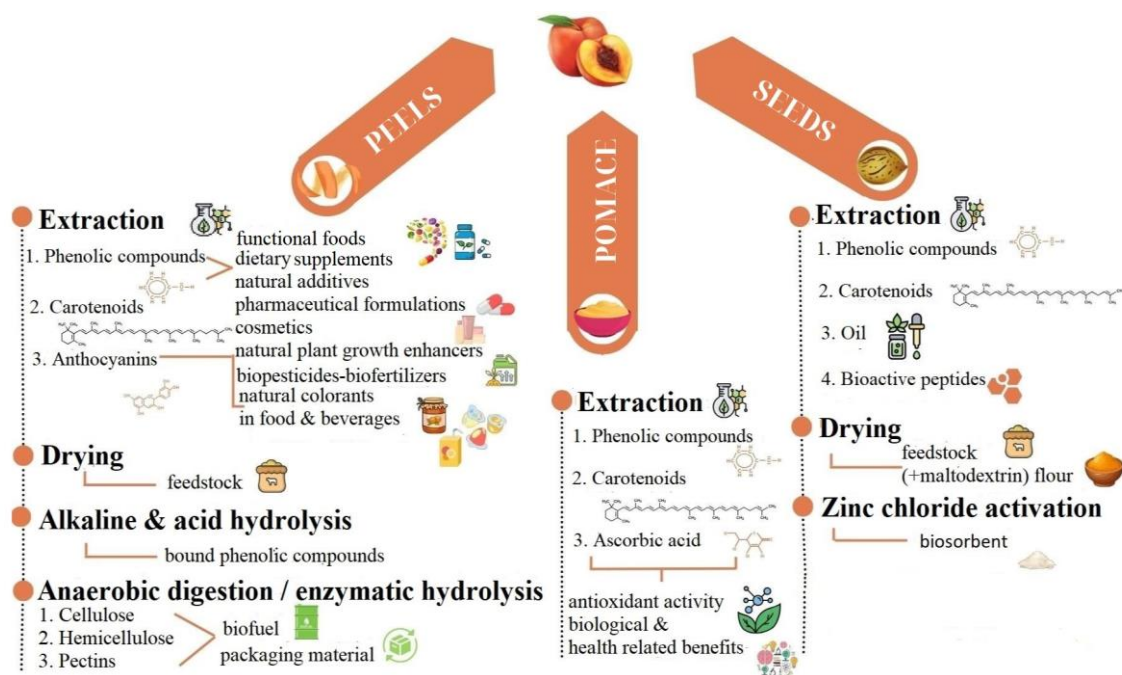 PEELS
POMACE
SEEDS
Extraction
1. Phenolic compounds
2. Carotenoids
3. Anthocyanins
functional foods
dietary supplements
natural additives
pharmaceutical formulations
cosmetics
natural plant growth enhancers
biopesticides-biofertilizers
natural colorants
in food & beverages
Drying
feedstock
Alkaline & acid hydrolysis
bound phenolic compounds
Anaerobic digestion / enzymatic hydrolysis
1. Cellulose
2. Hemicellulose
3. Pectins
biofuel
packaging material
Extraction
1. Phenolic compounds
2. Carotenoids
3. Ascorbic acid
antioxidant activity
biological &
health related benefits
Extraction
1. Phenolic compounds
2. Carotenoids
3. Oil
4. Bioactive peptides
Drying
feedstock
(+maltodextrin) flour
Zinc chloride activation
biosorbent